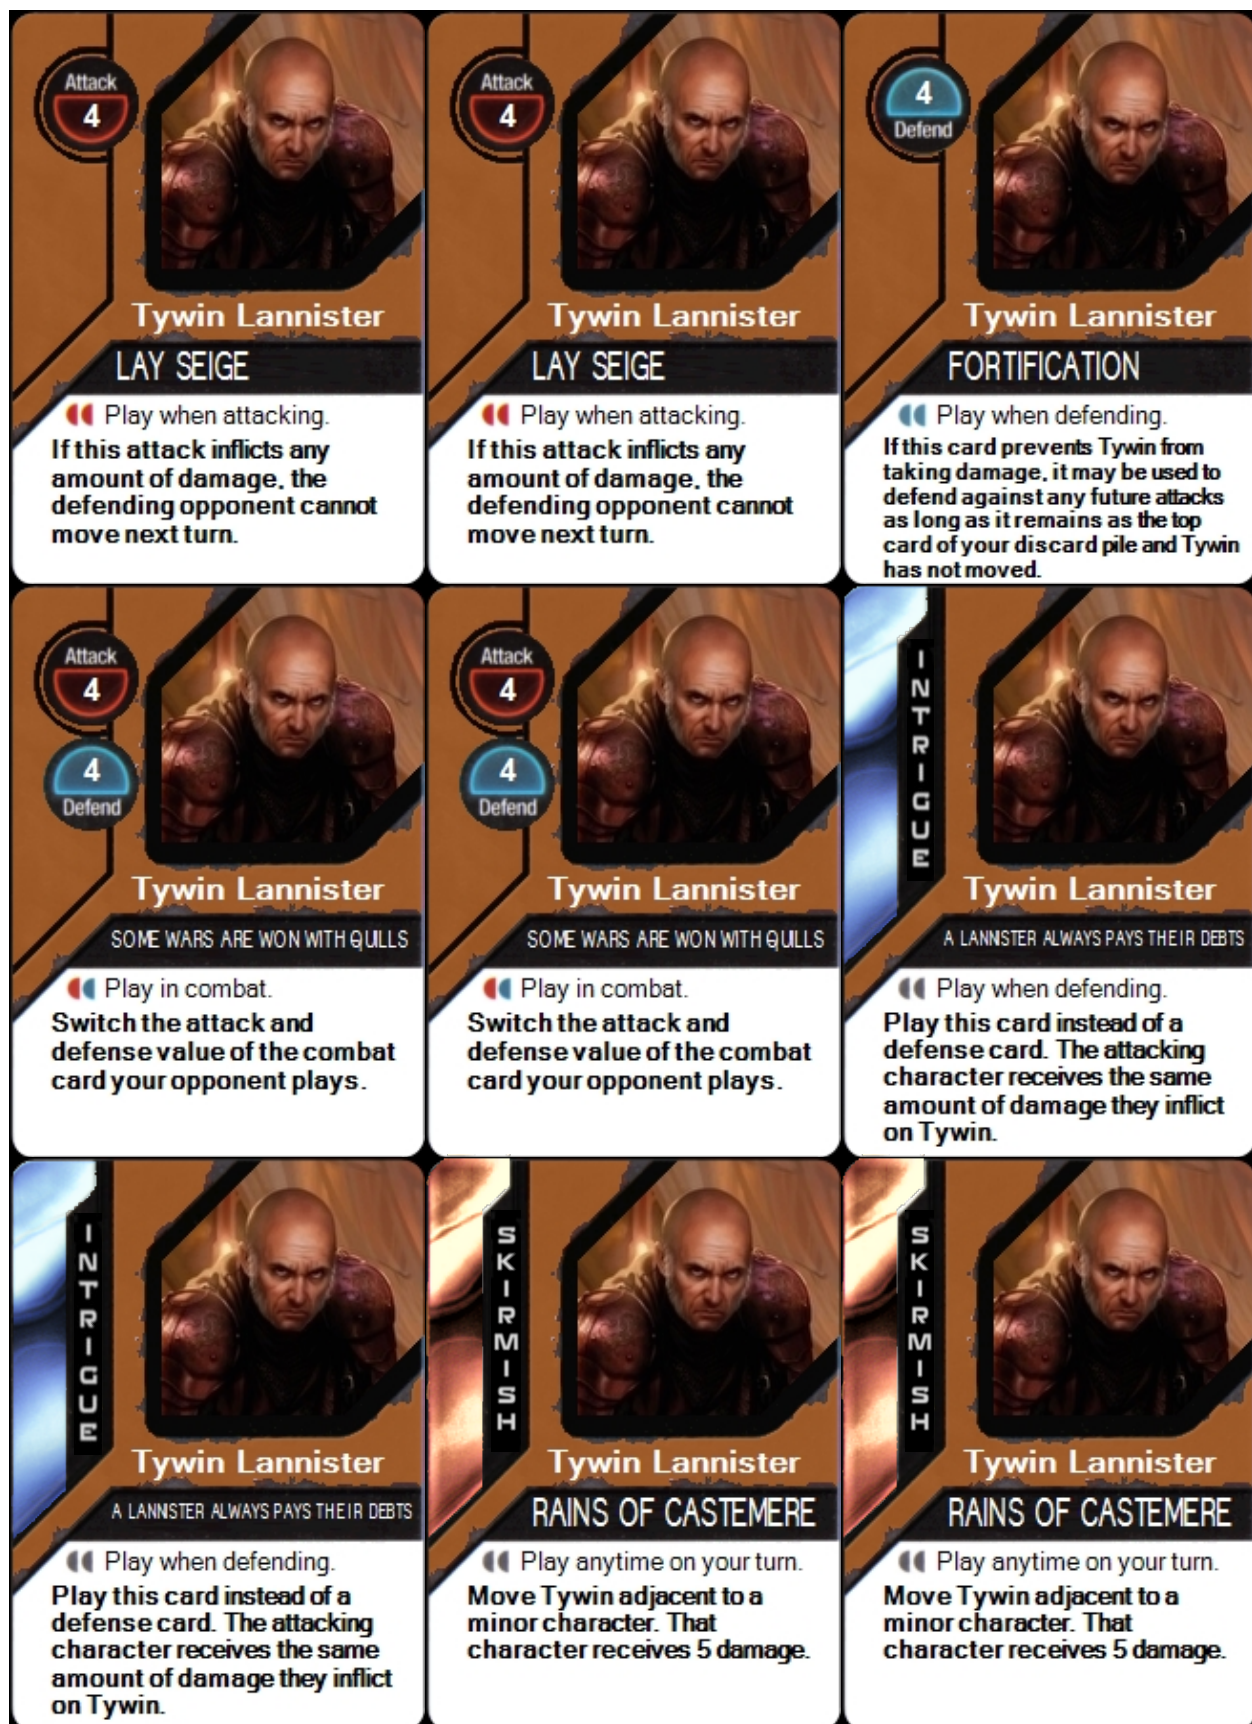 Attack
4
Tywin Lannister
LAY SEIGE
Play when attacking.
If this attack inflicts any
amount of damage, the
defending opponent cannot
move next turn.
Attack
4
Tywin Lannister
LAY SEIGE
Play when attacking.
If this attack inflicts any
amount of damage, the
defending opponent cannot
move next turn.
4
Defend
Tywin Lannister
FORTIFICATION
Play when defending.
If this card prevents Tywin from
taking damage, it may be used to
defend against any future attacks
as long as it remains as the top
card of your discard pile and Tywin
has not moved.
Attack
4
4
Defend
Tywin Lannister
SOME WARS ARE WON WITH QUILLS
Play in combat.
Switch the attack and
defense value of the combat
card your opponent plays.
Attack
4
4
Defend
Tywin Lannister
SOME WARS ARE WON WITH QUILLS
Play in combat.
Switch the attack and
defense value of the combat
card your opponent plays.
INTRIGUE
Tywin Lannister
A LANNISTER ALWAYS PAYS THEIR DEBTS
Play when defending.
Play this card instead of a
defense card. The attacking
character receives the same
amount of damage they inflict
on Tywin.
INTRIGUE
Tywin Lannister
A LANNISTER ALWAYS PAYS THEIR DEBTS
Play when defending.
Play this card instead of a
defense card. The attacking
character receives the same
amount of damage they inflict
on Tywin.
SKIRMISH
Tywin Lannister
RAINS OF CASTEMERE
Play anytime on your turn.
Move Tywin adjacent to a
minor character. That
character receives 5 damage.
SKIRMISH
Tywin Lannister
RAINS OF CASTEMERE
Play anytime on your turn.
Move Tywin adjacent to a
minor character. That
character receives 5 damage.